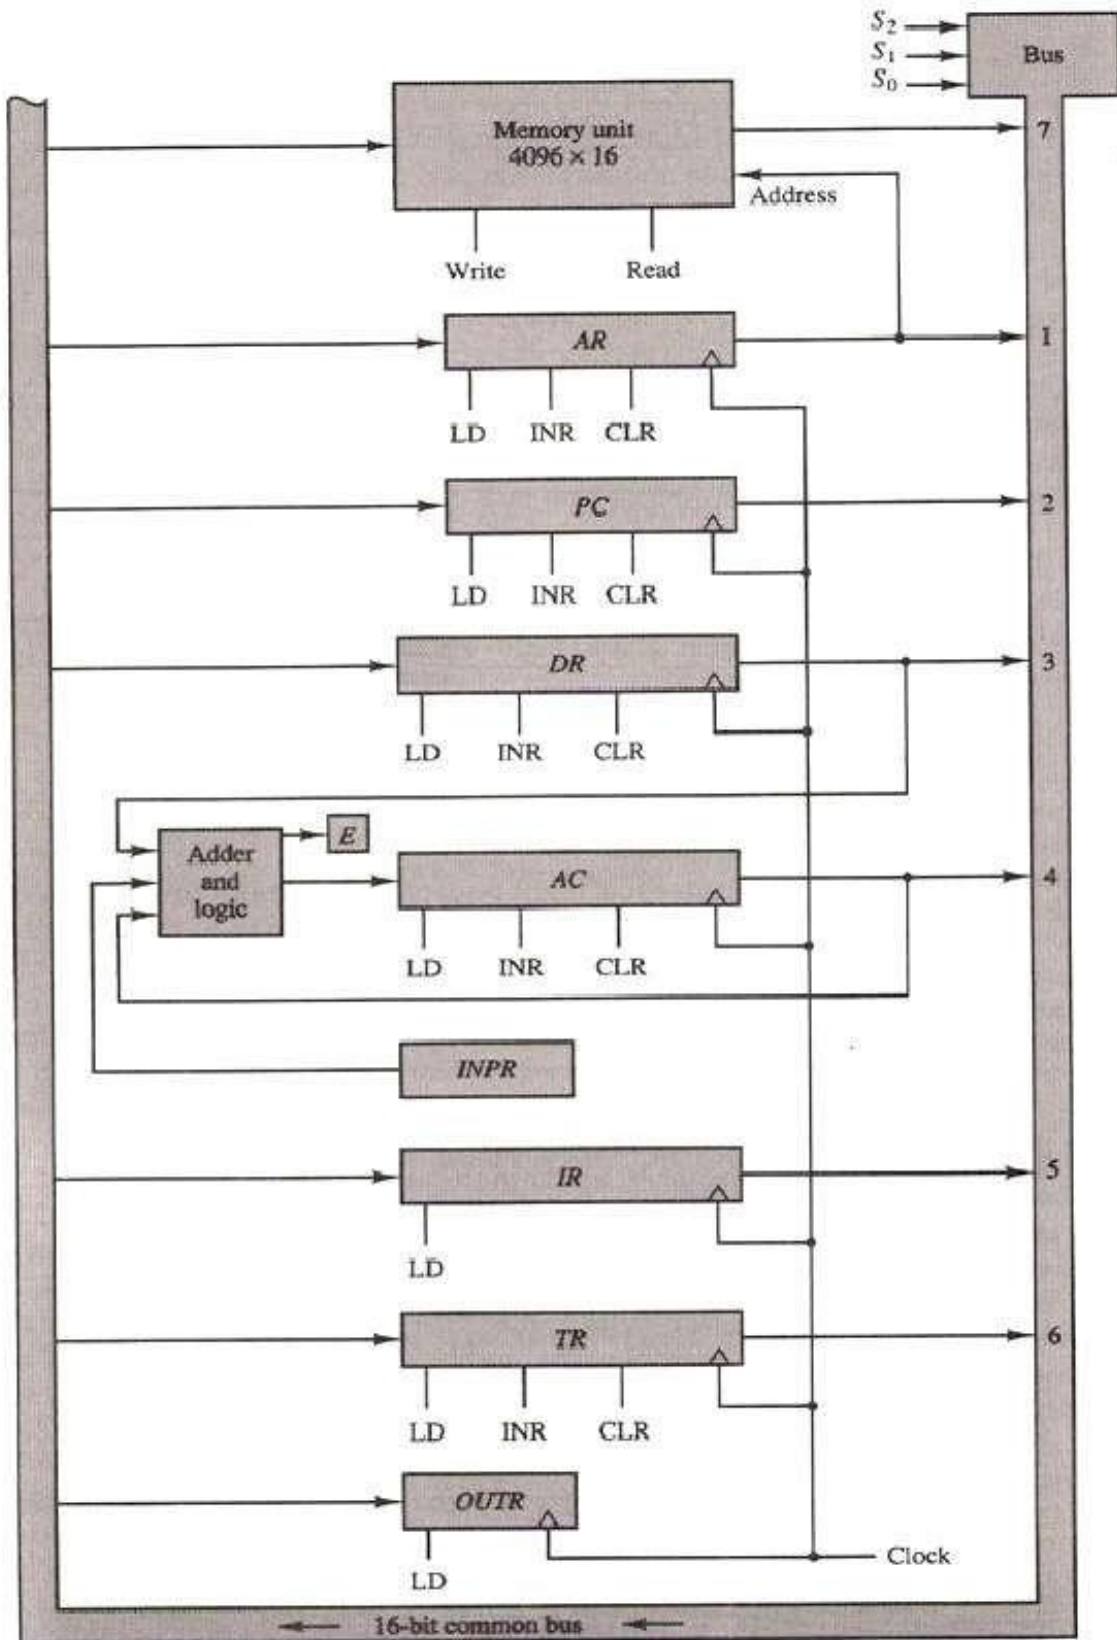 S2
S1
S0
Bus
Memory unit
4096 × 16
7
Address
Write Read
AR
1
LD INR CLR
PC
2
LD INR CLR
DR
3
LD INR CLR
Adder
and
logic
E
AC
4
LD INR CLR
INPR
IR
5
LD
TR
6
LD INR CLR
OUTR
LD
Clock
16-bit common bus